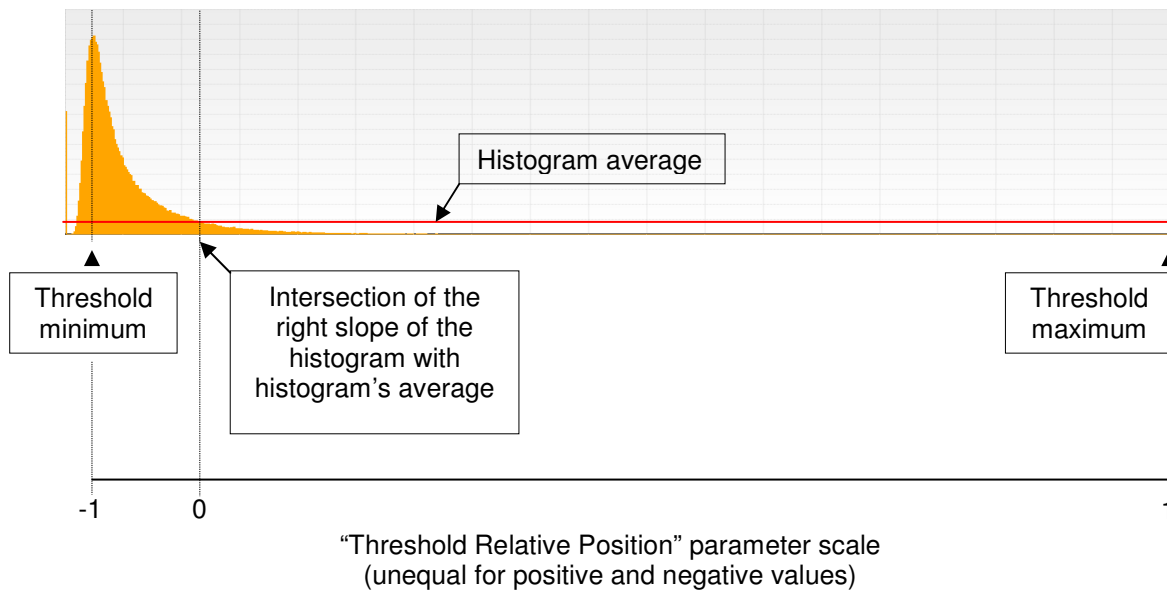 Histogram average
Threshold
minimum
Intersection of the
right slope of the
histogram with
histogram's average
Threshold
maximum
-1
0
“Threshold Relative Position” parameter scale
(unequal for positive and negative values)